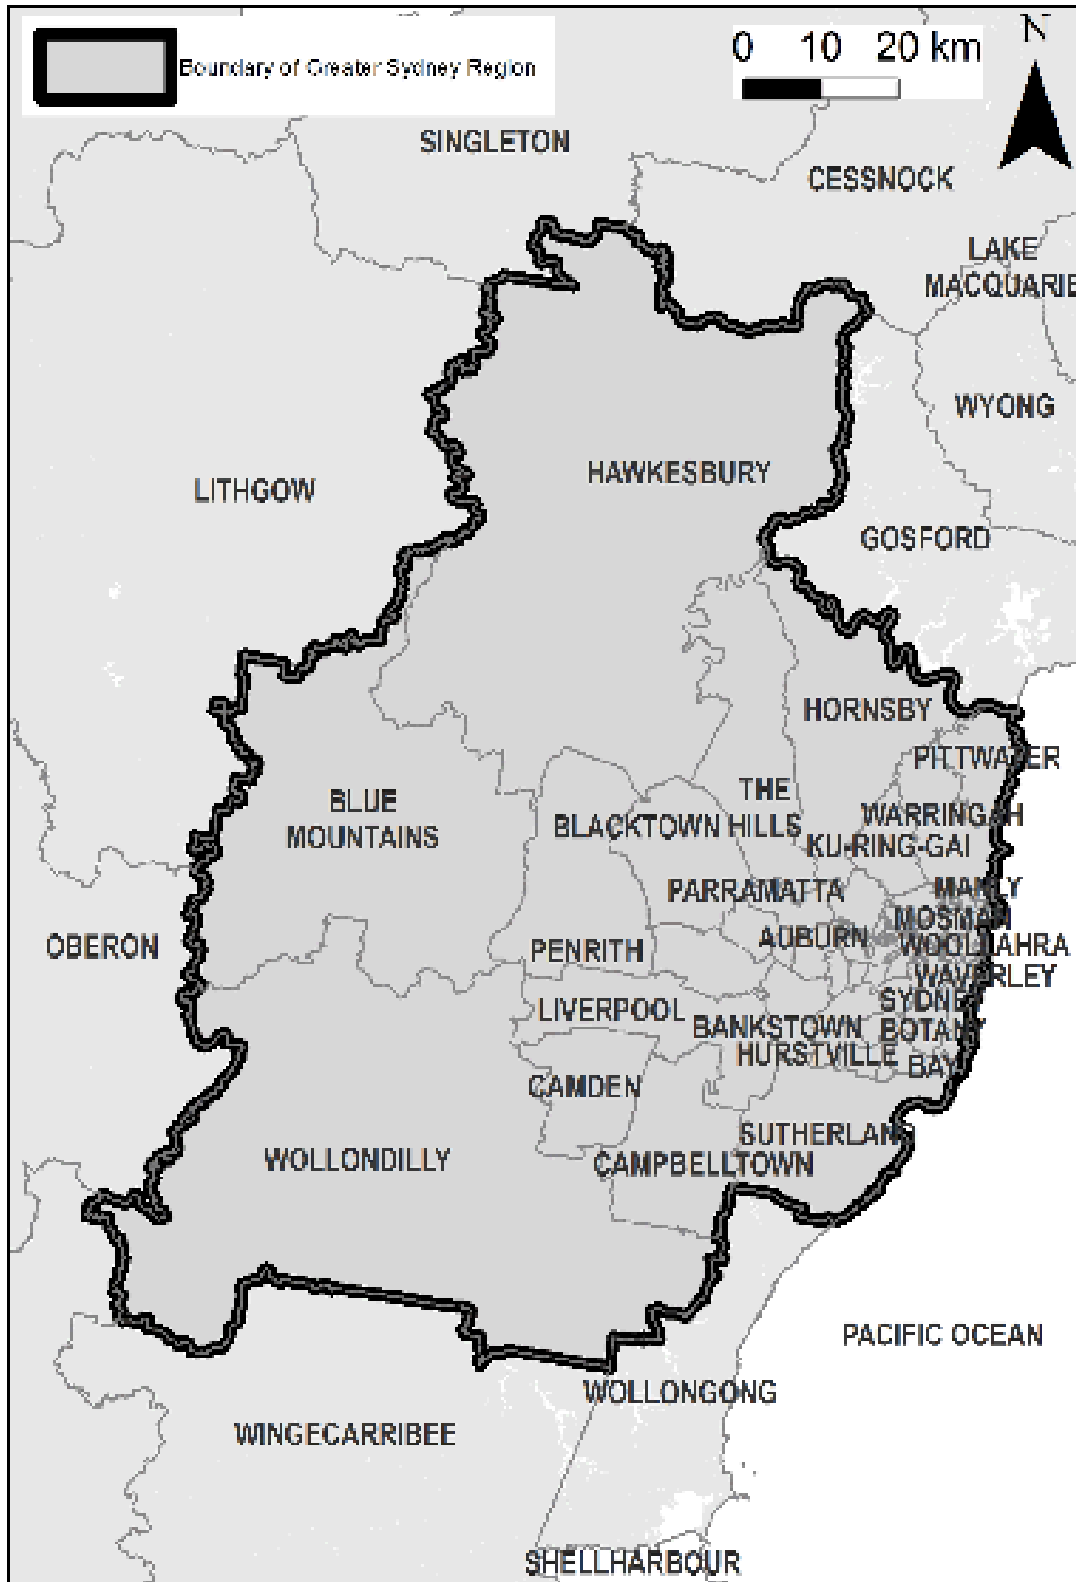 Boundary of Greater Sydney Region
0 10 20 km
N
SINGLETON
CESSNOCK
LAKE
MACQUARIE
WYONG
HAWKESBURY
LITHGOW
GOSFORD
HORNSBY
PITTWATER
BLUE
MOUNTAINS
THE
HILLS
BLACKTOWN
WARRINGAH
KU-RING-GAI
PARRAMATTA
MANLY
MOSMAN
AUBURN
WOOLLAHRA
OBERON
PENRITH
WAVERLEY
LIVERPOOL
SYDNEY
BANKSTOWN
BOTANY
BAY
HURSTVILLE
CAMDEN
SUTHERLAND
WOLLONDILLY
CAMPBELLTOWN
PACIFIC OCEAN
WOLLONGONG
WINGECARRIBEE
SHELLHARBOUR